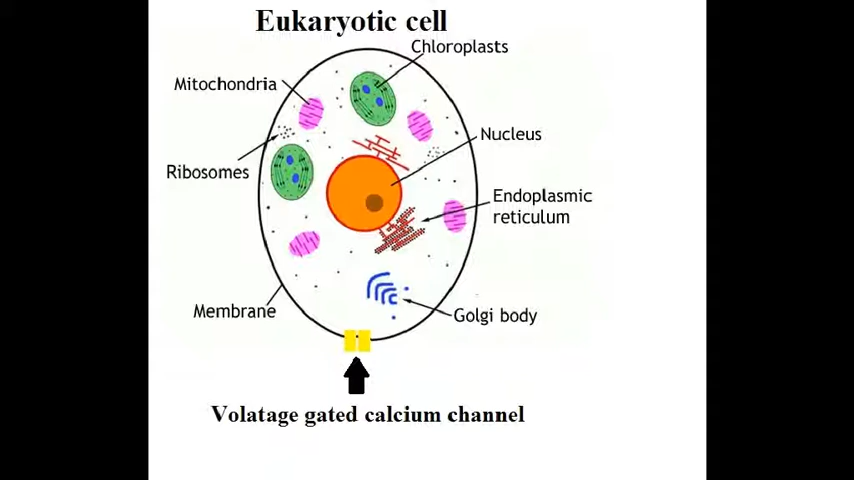 Eukaryotic cell
Chloroplasts
Mitochondria
Nucleus
Ribosomes
Endoplasmic
reticulum
Membrane
Golgi body
Volatage gated calcium channel